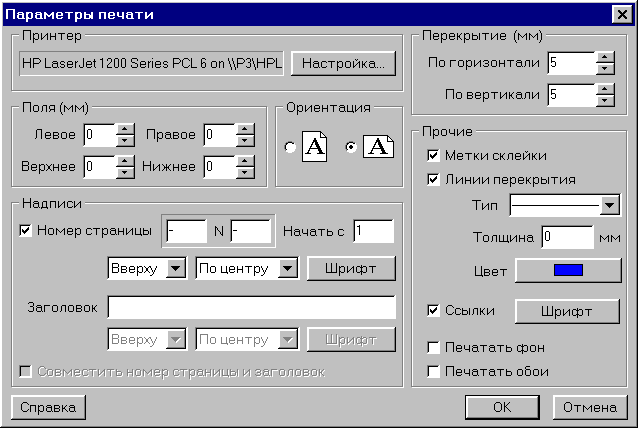 Параметры печати
Принтер
HP LaserJet 1200 Series PCL 6 on \\P3\HPL
Настройка...
Перекрытие (мм)
По горизонтали 5
По вертикали 5
Поля (мм)
Левое 0 Правое 0
Верхнее 0 Нижнее 0
Ориентация
A A
Прочие
Метки склейки
Линии перекрытия
Тип
Толщина 0 мм
Цвет
Ссылки Шрифт
Печатать фон
Печатать обои
Надписи
Номер страницы - N - Начать с 1
Вверху По центру Шрифт
Заголовок
Вверху По центру Шрифт
Совместить номер страницы и заголовок
Справка
OK
Отмена